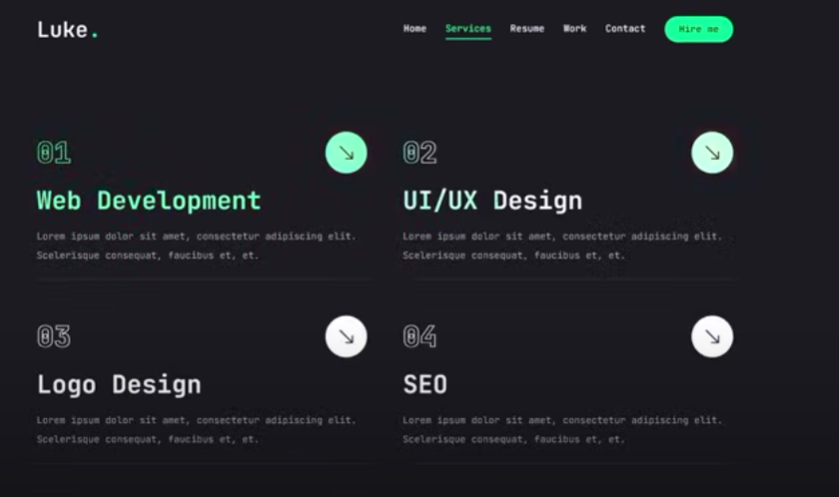 Luke.
Home Services Resume Work Contact Hire me
01
Web Development
Lorem ipsum dolor sit amet, consectetur adipiscing elit.
Scelerisque consequat, faucibus et, et.
02
UI/UX Design
Lorem ipsum dolor sit amet, consectetur adipiscing elit.
Scelerisque consequat, faucibus et, et.
03
Logo Design
Lorem ipsum dolor sit amet, consectetur adipiscing elit.
Scelerisque consequat, faucibus et, et.
04
SEO
Lorem ipsum dolor sit amet, consectetur adipiscing elit.
Scelerisque consequat, faucibus et, et.